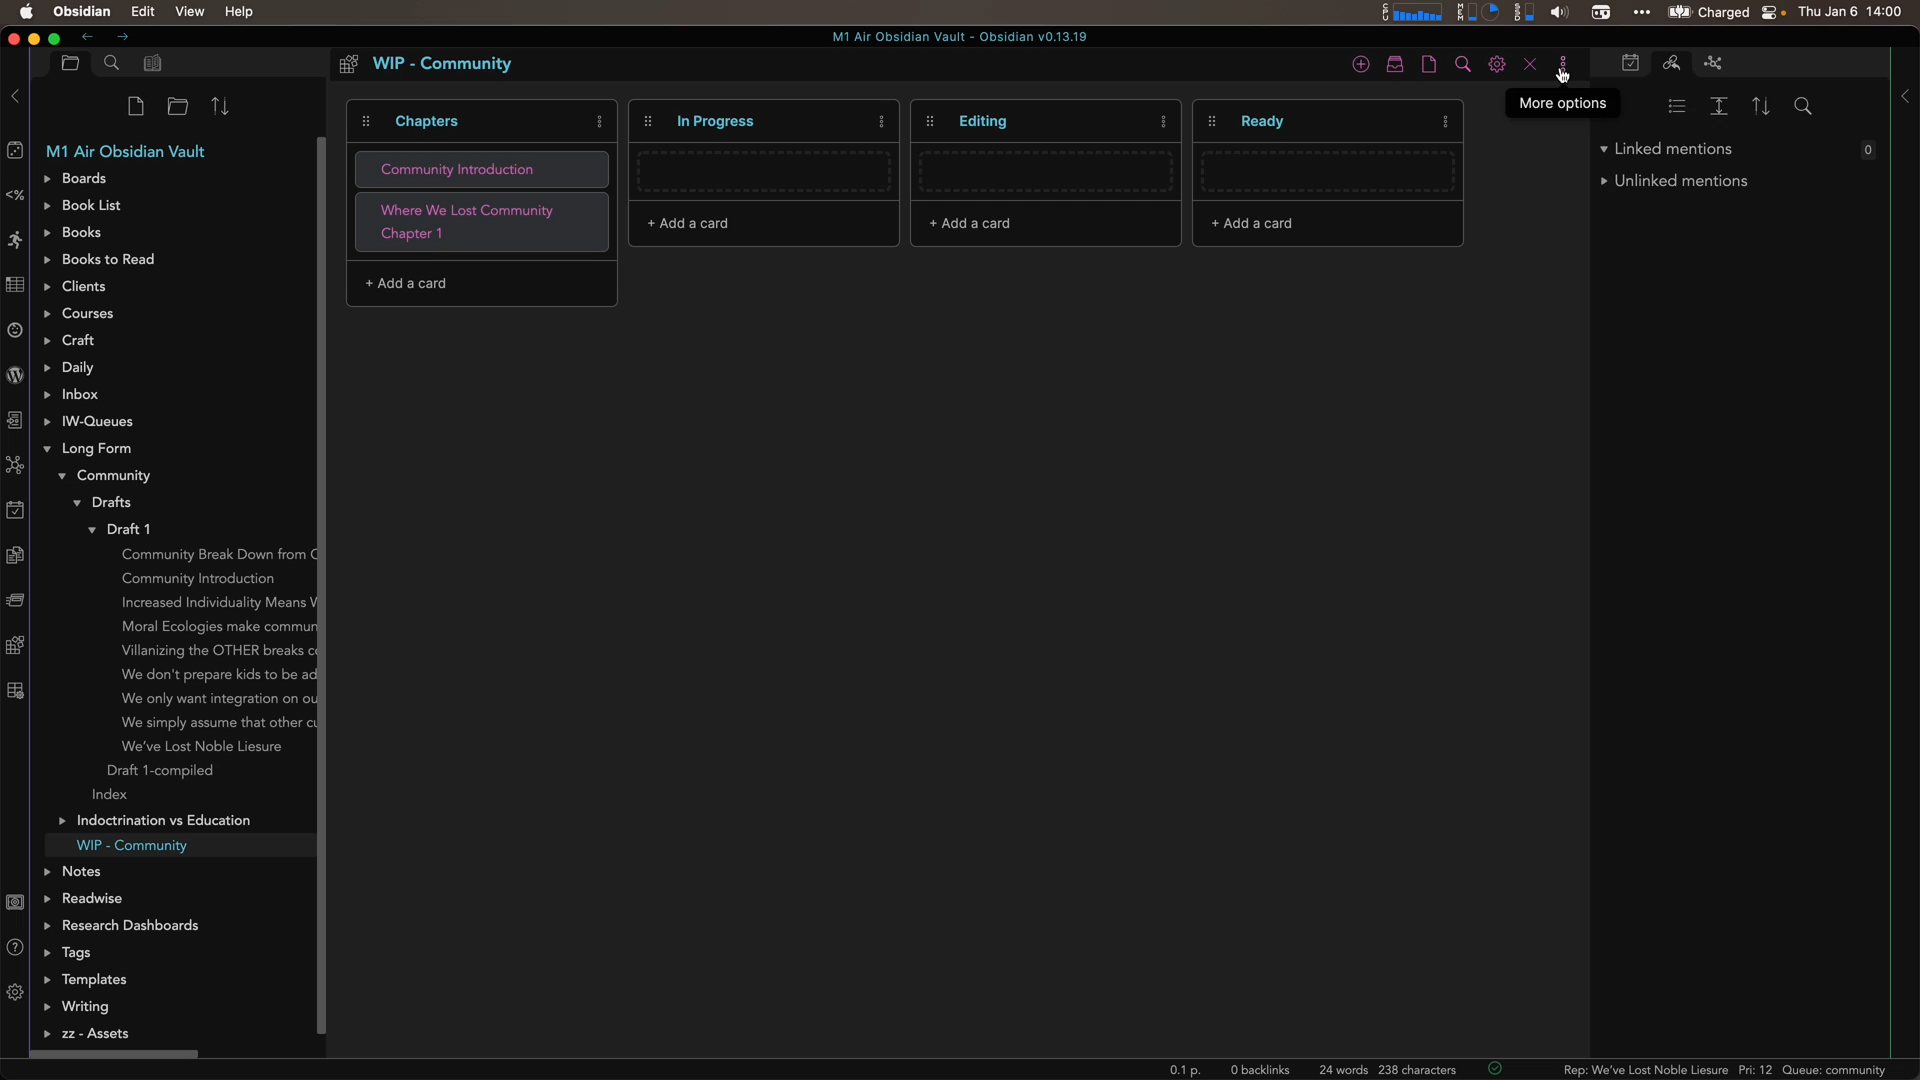 Obsidian Edit View Help
CPU MEM SSD Charged Thu Jan 6 14:00
M1 Air Obsidian Vault - Obsidian v0.13.19
WIP - Community
More options
M1 Air Obsidian Vault
Boards
Book List
Books
Books to Read
Clients
Courses
Craft
Daily
Inbox
IW-Queues
Long Form
Community
Drafts
Draft 1
Community Break Down from
Community Introduction
Increased Individuality Means
Moral Ecologies make commun
Villanizing the OTHER breaks
We don't prepare kids to be ad
We only want integration on ou
We simply assume that other
We've Lost Noble Liesure
Draft 1-compiled
Index
Indoctrination vs Education
WIP - Community
Notes
Readwise
Research Dashboards
Tags
Templates
Writing
zz - Assets
Chapters
Community Introduction
Where We Lost Community
Chapter 1
+ Add a card
In Progress
+ Add a card
Editing
+ Add a card
Ready
+ Add a card
Linked mentions 0
Unlinked mentions
0.1 p. 0 backlinks 24 words 238 characters Rep: We've Lost Noble Liesure Pri: 12 Queue: community